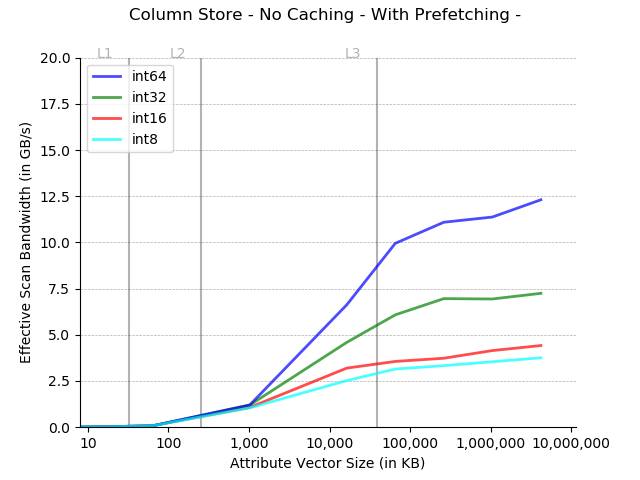 Column Store - No Caching - With Prefetching -
L1 L2 L3
int64
int32
int16
int8
20.0
17.5
15.0
12.5
10.0
7.5
5.0
2.5
0.0
Effective Scan Bandwidth (in GB/s)
10 100 1,000 10,000 100,000 1,000,000 10,000,000
Attribute Vector Size (in KB)